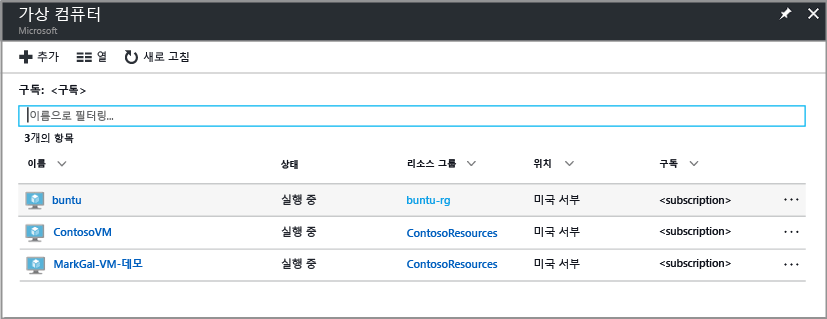 가상 컴퓨터
Microsoft
추가 열 새로 고침
구독: <구독>
이름으로 필터링...
3개의 항목
이름 상태 리소스 그룹 위치 구독
buntu 실행 중 buntu-rg 미국 서부 <subscription> ...
ContosoVM 실행 중 ContosoResources 미국 서부 <subscription> ...
MarkGal-VM-데모 실행 중 ContosoResources 미국 서부 <subscription> ...